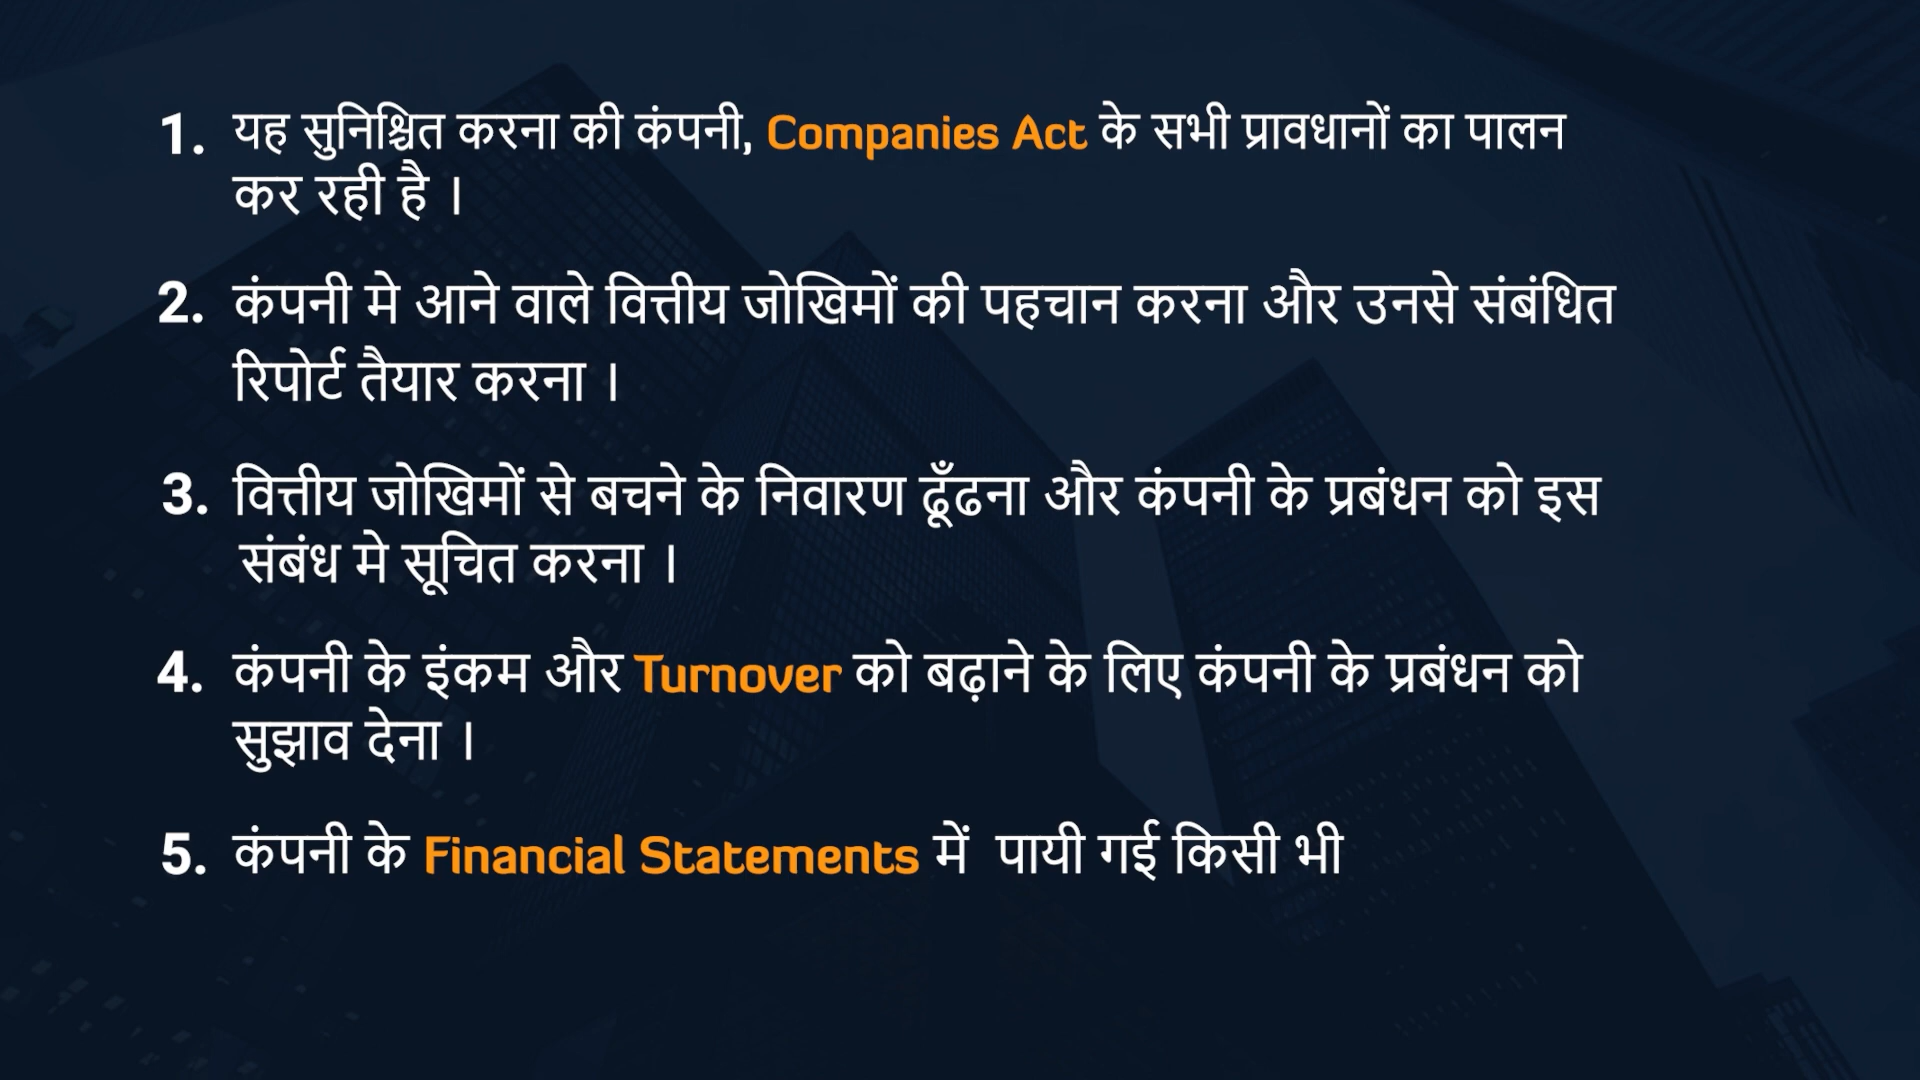 1. यह सुनिश्चित करना की कंपनी, Companies Act के सभी प्रावधानों का पालन
कर रही है ।
2. कंपनी मे आने वाले वित्तीय जोखिमों की पहचान करना और उनसे संबंधित
रिपोर्ट तैयार करना ।
3. वित्तीय जोखिमों से बचने के निवारण ढूँढना और कंपनी के प्रबंधन को इस
संबंध मे सूचित करना ।
4. कंपनी के इंकम और Turnover को बढ़ाने के लिए कंपनी के प्रबंधन को
सुझाव देना ।
5. कंपनी के Financial Statements में पायी गई किसी भी